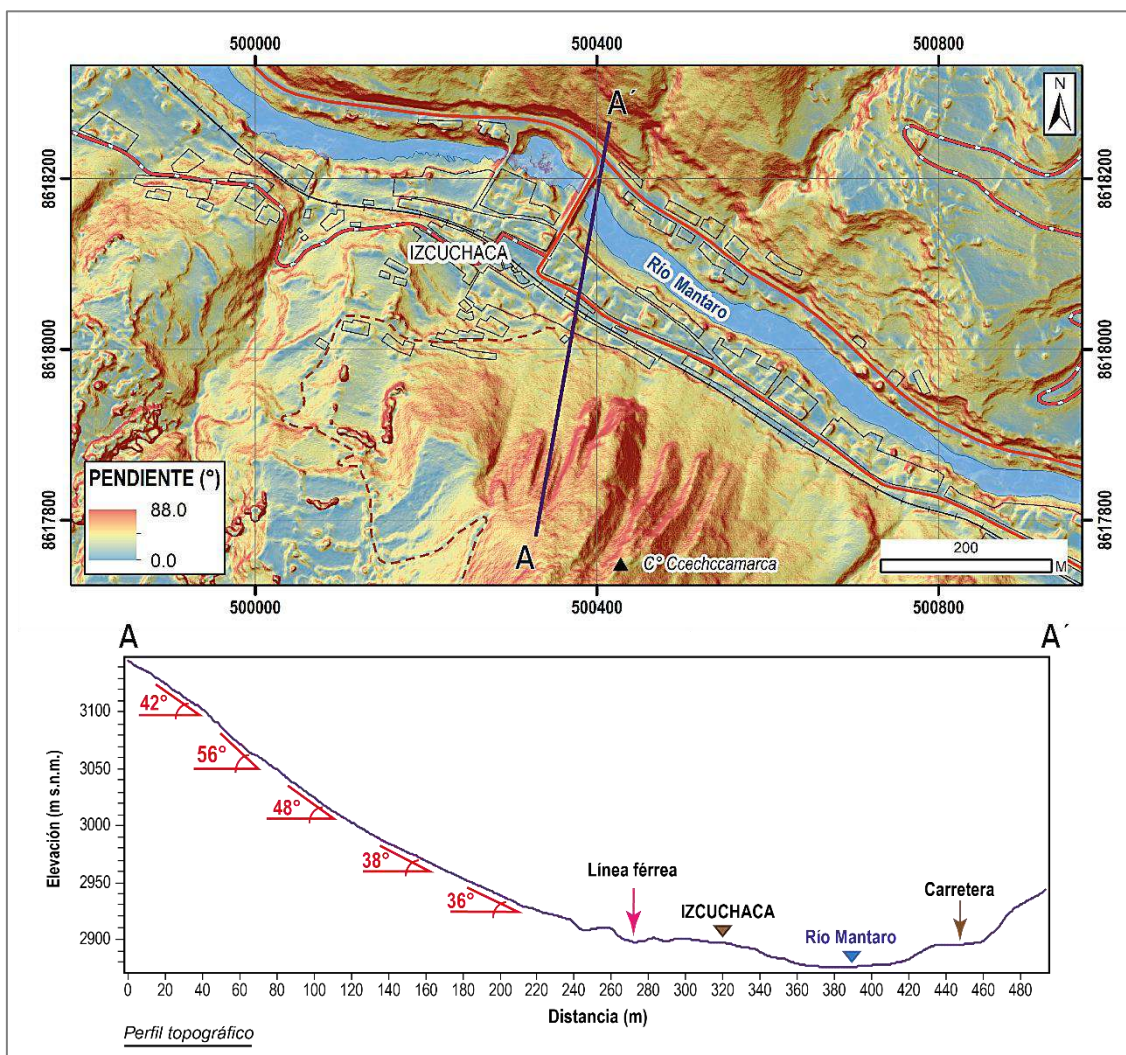 500000 500400 500800
N
A´
8618200 8618200
IZCUCHACA
Río Mantaro
8618000 8618000
PENDIENTE (°)
88.0
0.0
8617800 8617800
A
200
M
C° Ccechccamarca
500000 500400 500800
A A´
Elevación (m s.n.m.)
3100
3050
3000
2950
2900
42°
56°
48°
38°
36°
Línea férrea
IZCUCHACA
Río Mantaro
Carretera
0 20 40 60 80 100 120 140 160 180 200 220 240 260 280 300 320 340 360 380 400 420 440 460 480
Distancia (m)
Perfil topográfico